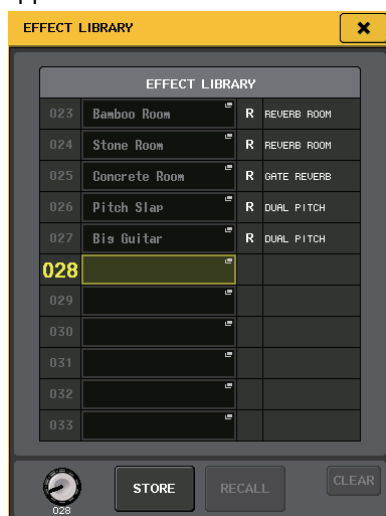 EFFECT LIBRARY
EFFECT LIBRARY
023 Bamboo Room R REVERB ROOM
024 Stone Room R REVERB ROOM
025 Concrete Room R GATE REVERB
026 Pitch Slap R DUAL PITCH
027 Big Guitar R DUAL PITCH
028
029
030
031
032
033
STORE RECALL CLEAR
028